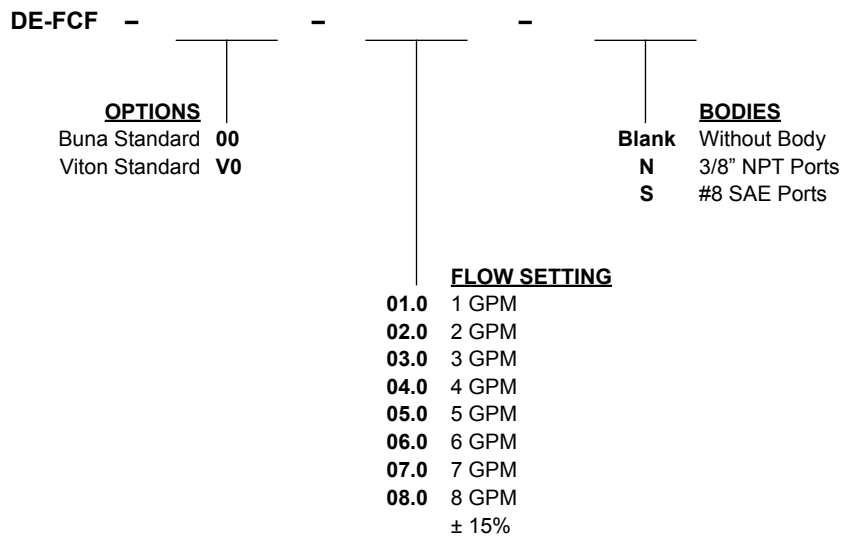 DE-FCF – – –
OPTIONS
Buna Standard 00
Viton Standard V0
BODIES
Blank Without Body
N 3/8” NPT Ports
S #8 SAE Ports
FLOW SETTING
01.0 1 GPM
02.0 2 GPM
03.0 3 GPM
04.0 4 GPM
05.0 5 GPM
06.0 6 GPM
07.0 7 GPM
08.0 8 GPM
± 15%